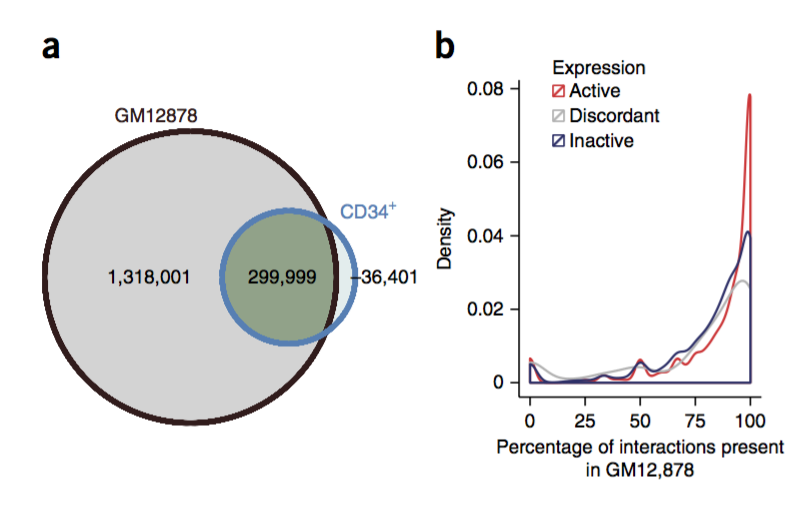 a
GM12878
CD34+
1,318,001
299,999
36,401
b
Expression
Active
Discordant
Inactive
Density
0.08
0.06
0.04
0.02
0
0 25 50 75 100
Percentage of interactions present
in GM12,878